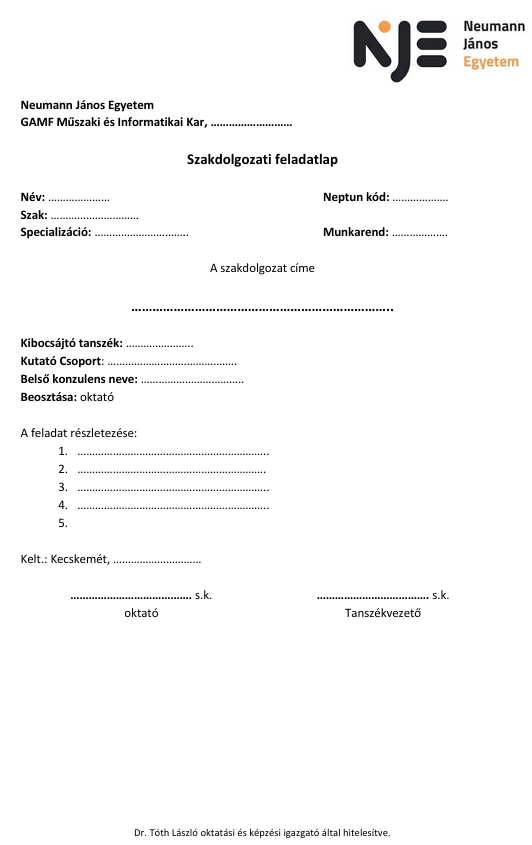 NJE
Neumann
János
Egyetem
Neumann János Egyetem
GAMF Műszaki és Informatikai Kar, ............................
Szakdolgozati feladatlap
Név: ..................... Neptun kód: ...................
Szak: ..............................
Specializáció: ................................ Munkarend: ...................
A szakdolgozat címe
......................................................................
Kibocsájtó tanszék: .......................
Kutató Csoport: ............................................
Belső konzulens neve: ...................................
Beosztása: oktató
A feladat részletezése:
1. ................................................................
2. ...............................................................
3. ................................................................
4. ................................................................
5.
Kelt.: Kecskemét, ..............................
.................................. s.k. ............................... s.k.
oktató Tanszékvezető
Dr. Tóth László oktatási és képzési igazgató által hitelesítve.